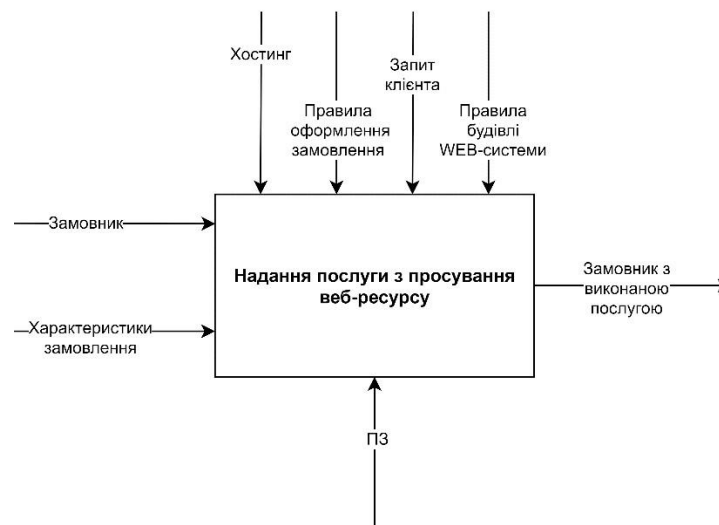 Хостинг
Правила
оформлення
замовлення
Запит
клієнта
Правила
будівлі
WEB-системи
Замовник
Характеристики
замовлення
Надання послуги з просування
веб-ресурсу
Замовник з
виконаною
послугою
ПЗ